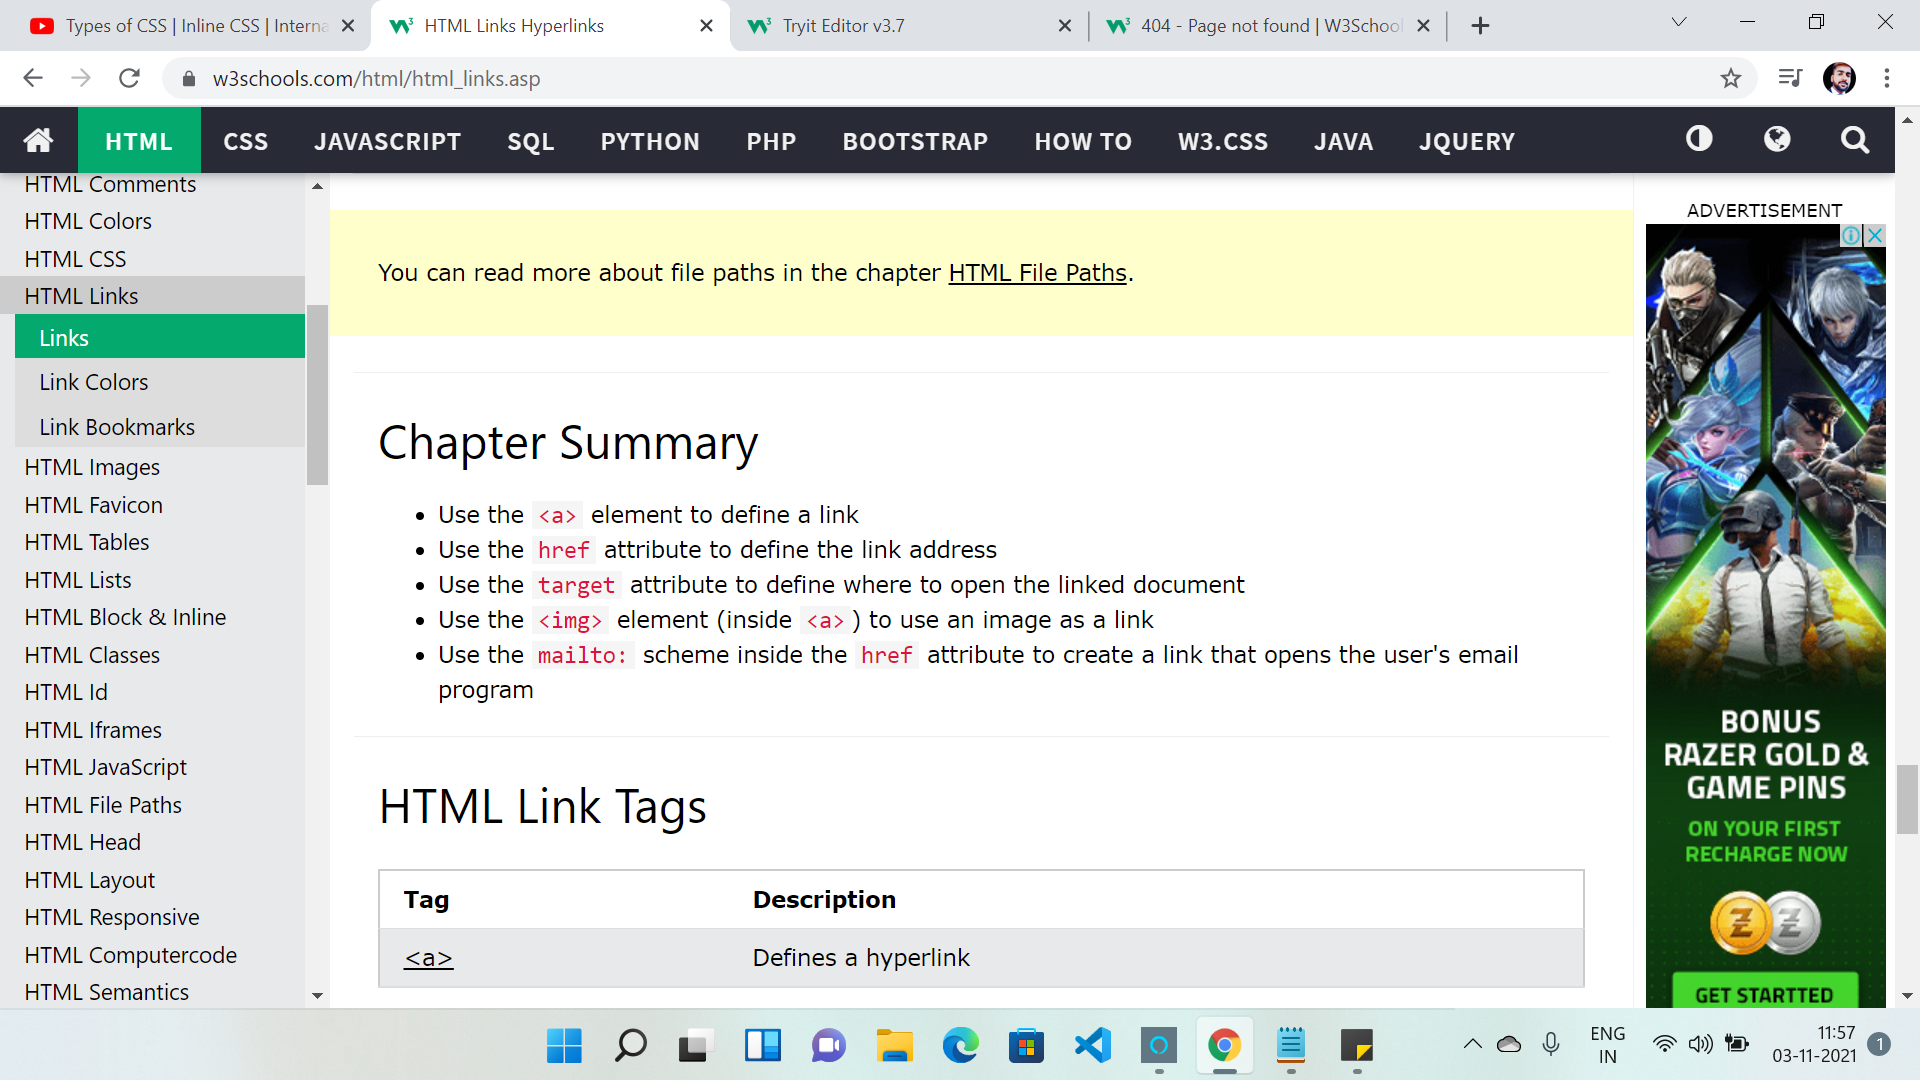 Types of CSS | Inline CSS | Interna
HTML Links Hyperlinks
Tryit Editor v3.7
404 - Page not found | W3School
w3schools.com/html/html_links.asp
HTML
CSS
JAVASCRIPT
SQL
PYTHON
PHP
BOOTSTRAP
HOW TO
W3.CSS
JAVA
JQUERY
HTML Comments
HTML Colors
HTML CSS
HTML Links
Links
Link Colors
Link Bookmarks
HTML Images
HTML Favicon
HTML Tables
HTML Lists
HTML Block & Inline
HTML Classes
HTML Id
HTML Iframes
HTML JavaScript
HTML File Paths
HTML Head
HTML Layout
HTML Responsive
HTML Computercode
HTML Semantics
You can read more about file paths in the chapter HTML File Paths.
Chapter Summary
Use the <a> element to define a link
Use the href attribute to define the link address
Use the target attribute to define where to open the linked document
Use the <img> element (inside <a>) to use an image as a link
Use the mailto: scheme inside the href attribute to create a link that opens the user's email
program
HTML Link Tags
Tag Description
<a> Defines a hyperlink
ADVERTISEMENT
BONUS
RAZER GOLD &
GAME PINS
ON YOUR FIRST
RECHARGE NOW
GET STARTTED
ENG
IN
11:57
03-11-2021
1